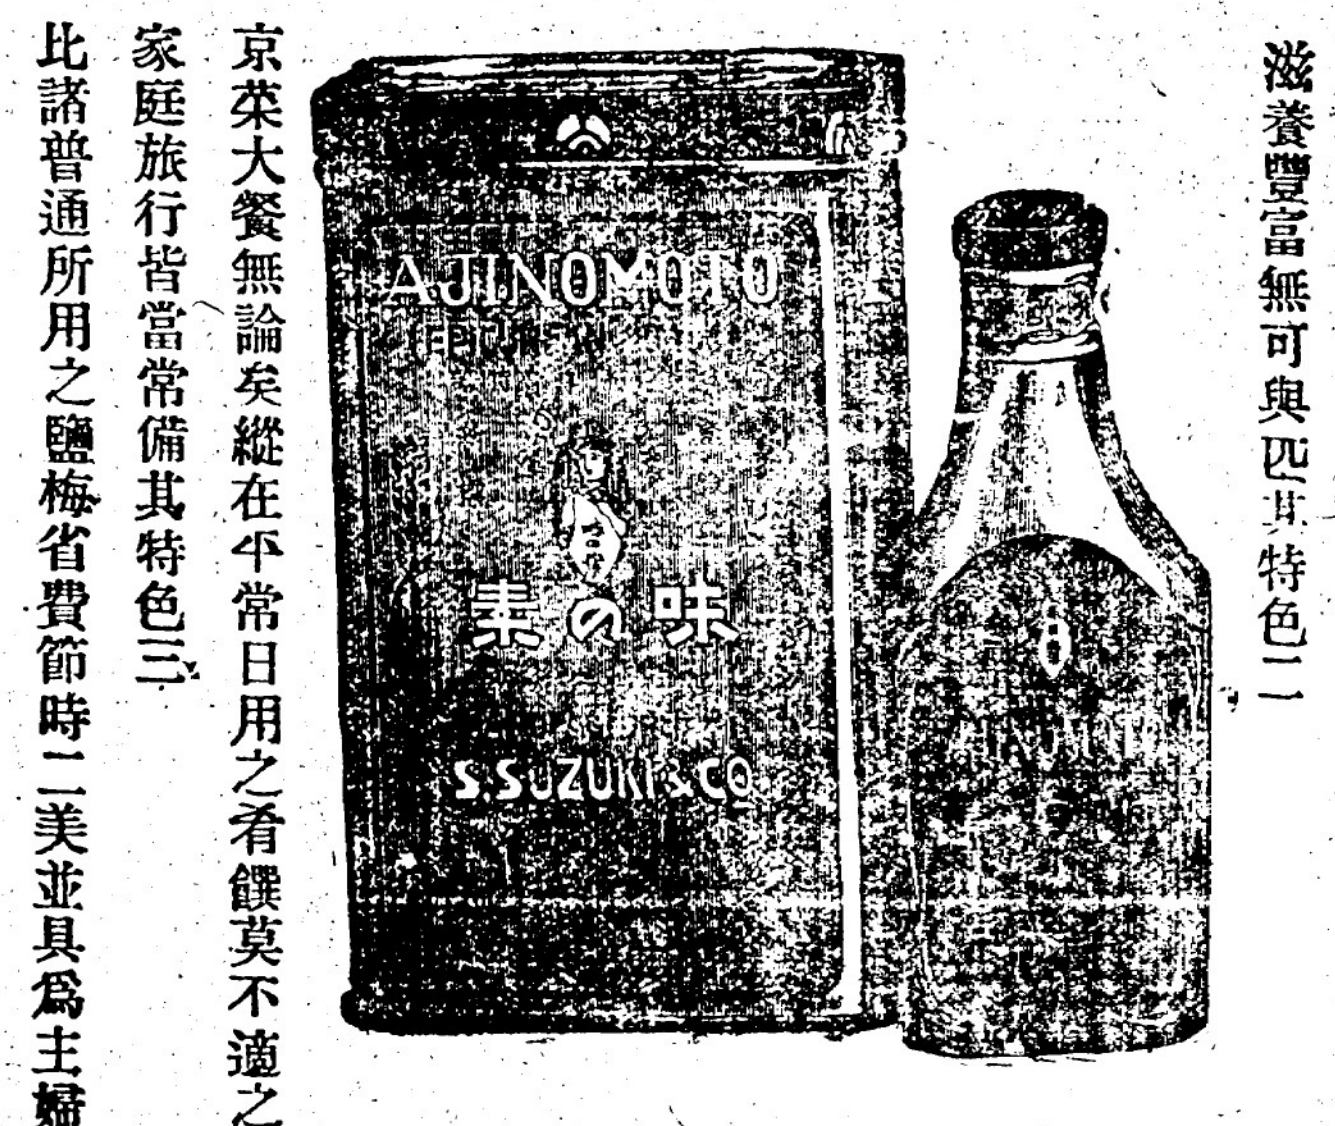 滋養豐富無可與匹其特色二
AJINOMOTO
味の素
S.SUZUKI&CO.
京菜大餐無論矣縱在平常日用之肴饌莫不適之
家庭旅行皆當常備其特色三
比諸普通所用之鹽梅省費節時二美並具爲主婦